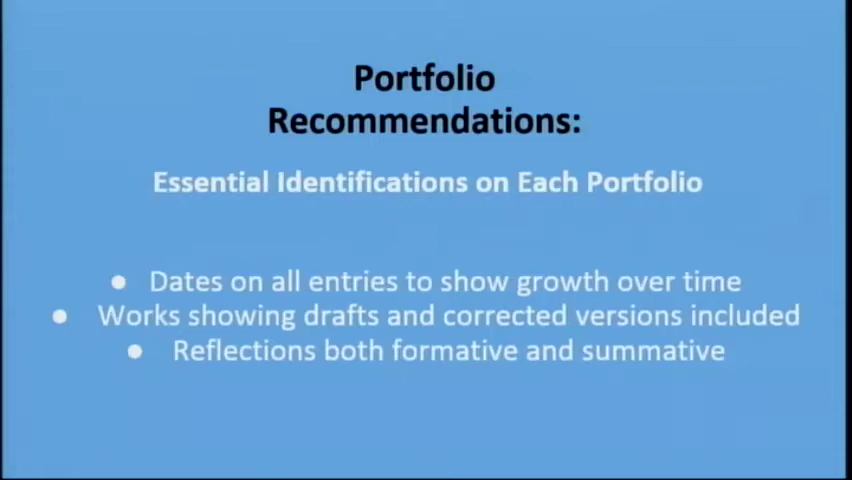 Portfolio
Recommendations:
Essential Identifications on Each Portfolio
● Dates on all entries to show growth over time
● Works showing drafts and corrected versions included
● Reflections both formative and summative